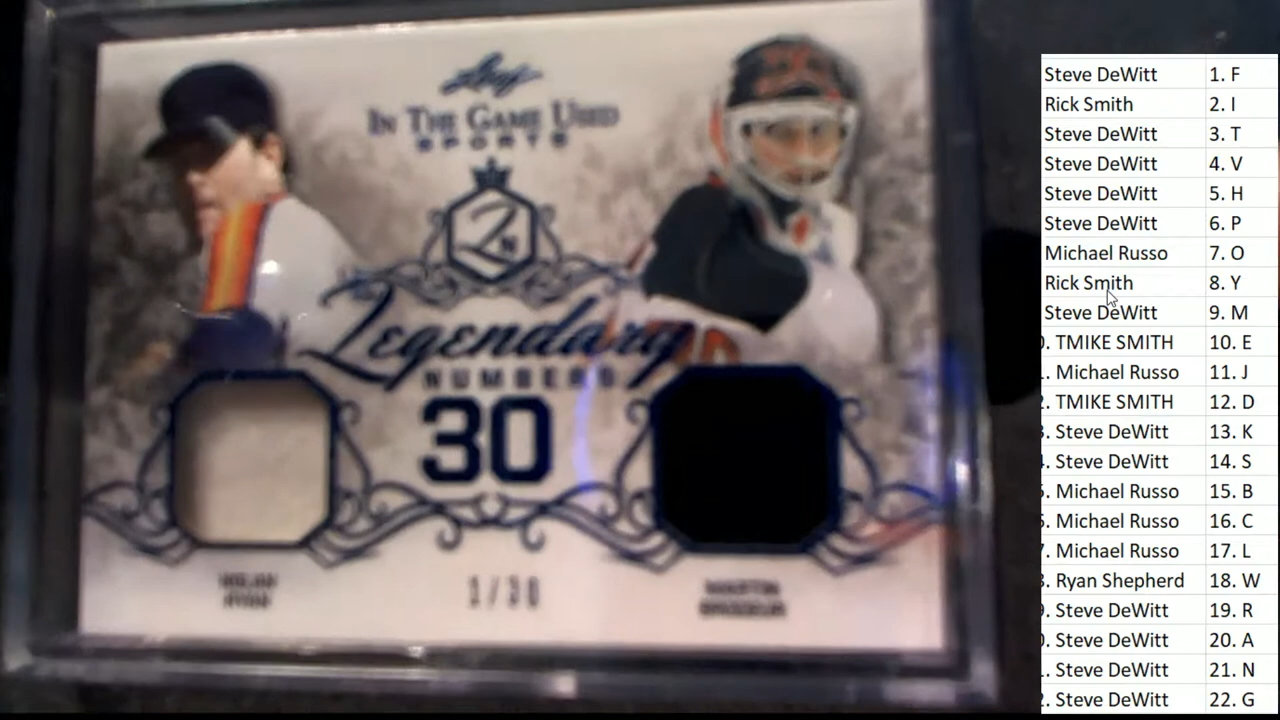 Leaf
IN THE GAME USED
SPORTS
Legendary
NUMBERS
30
NOLAN
RYAN
1/30
MARTIN
BRODEUR
Steve DeWitt 1. F
Rick Smith 2. I
Steve DeWitt 3. T
Steve DeWitt 4. V
Steve DeWitt 5. H
Steve DeWitt 6. P
Michael Russo 7. O
Rick Smith 8. Y
Steve DeWitt 9. M
. TMIKE SMITH 10. E
. Michael Russo 11. J
. TMIKE SMITH 12. D
. Steve DeWitt 13. K
. Steve DeWitt 14. S
. Michael Russo 15. B
. Michael Russo 16. C
. Michael Russo 17. L
. Ryan Shepherd 18. W
. Steve DeWitt 19. R
. Steve DeWitt 20. A
. Steve DeWitt 21. N
. Steve DeWitt 22. G